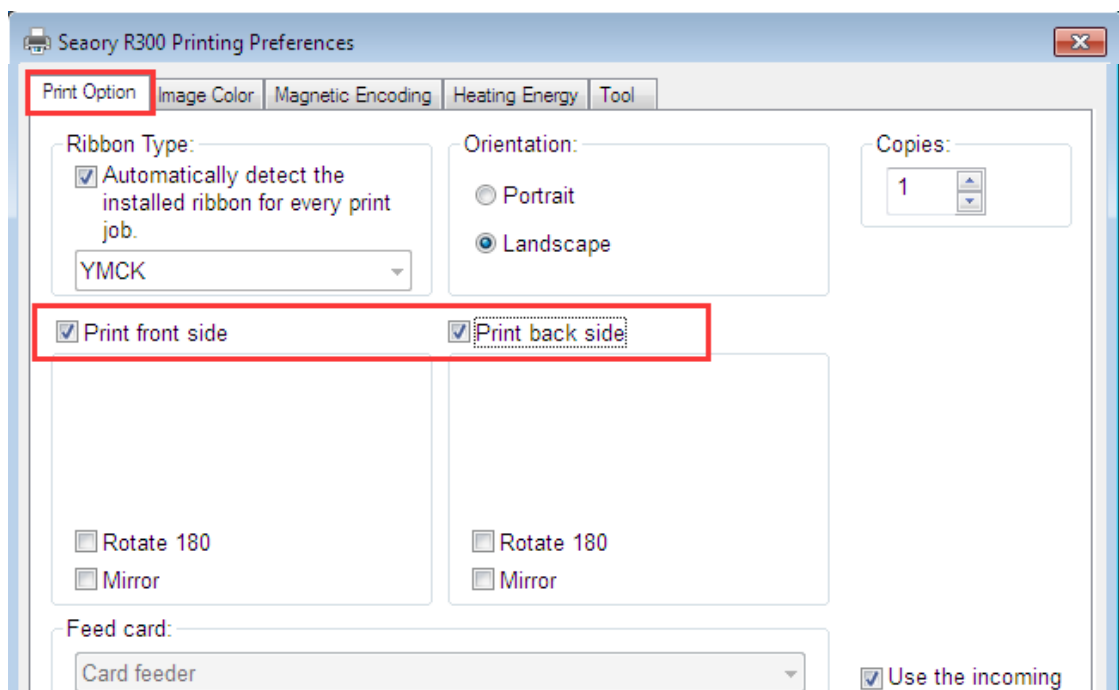 Seaory R300 Printing Preferences
Print Option Image Color Magnetic Encoding Heating Energy Tool
Ribbon Type:
Automatically detect the
installed ribbon for every print
job.
YMCK
Orientation:
Portrait
Landscape
Copies:
1
Print front side
Print back side
Rotate 180
Mirror
Rotate 180
Mirror
Feed card:
Card feeder
Use the incoming